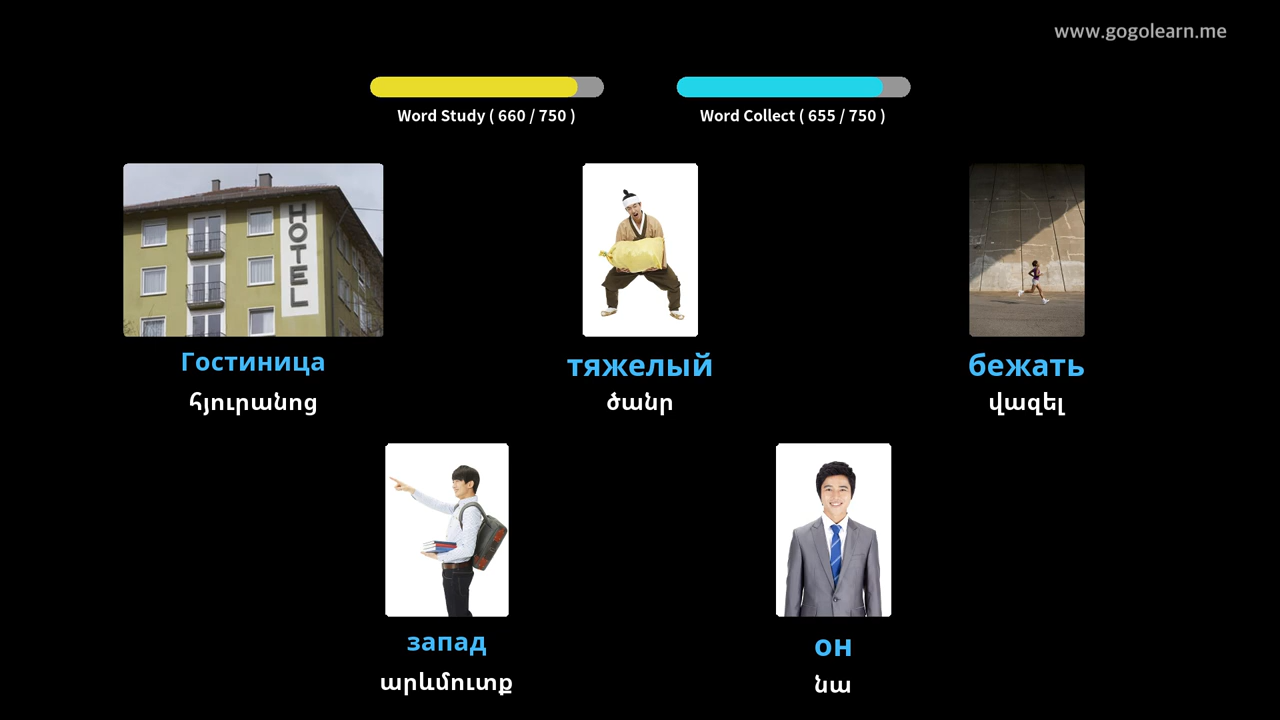 www.gogolearn.me
Word Study ( 660 / 750 )
Word Collect ( 655 / 750 )
HOTEL
Гостиница
հյուրանոց
тяжелый
ծանր
бежать
վազել
запад
արևմուտք
он
նա